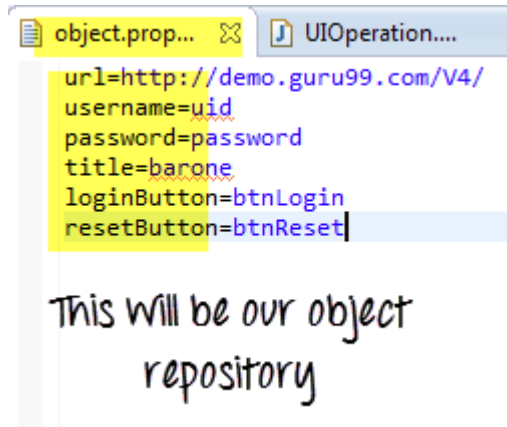 object.prop... UIOperation....
url=http://demo.guru99.com/V4/
username=uid
password=password
title=barone
loginButton=btnLogin
resetButton=btnReset
This Will be our object
repository